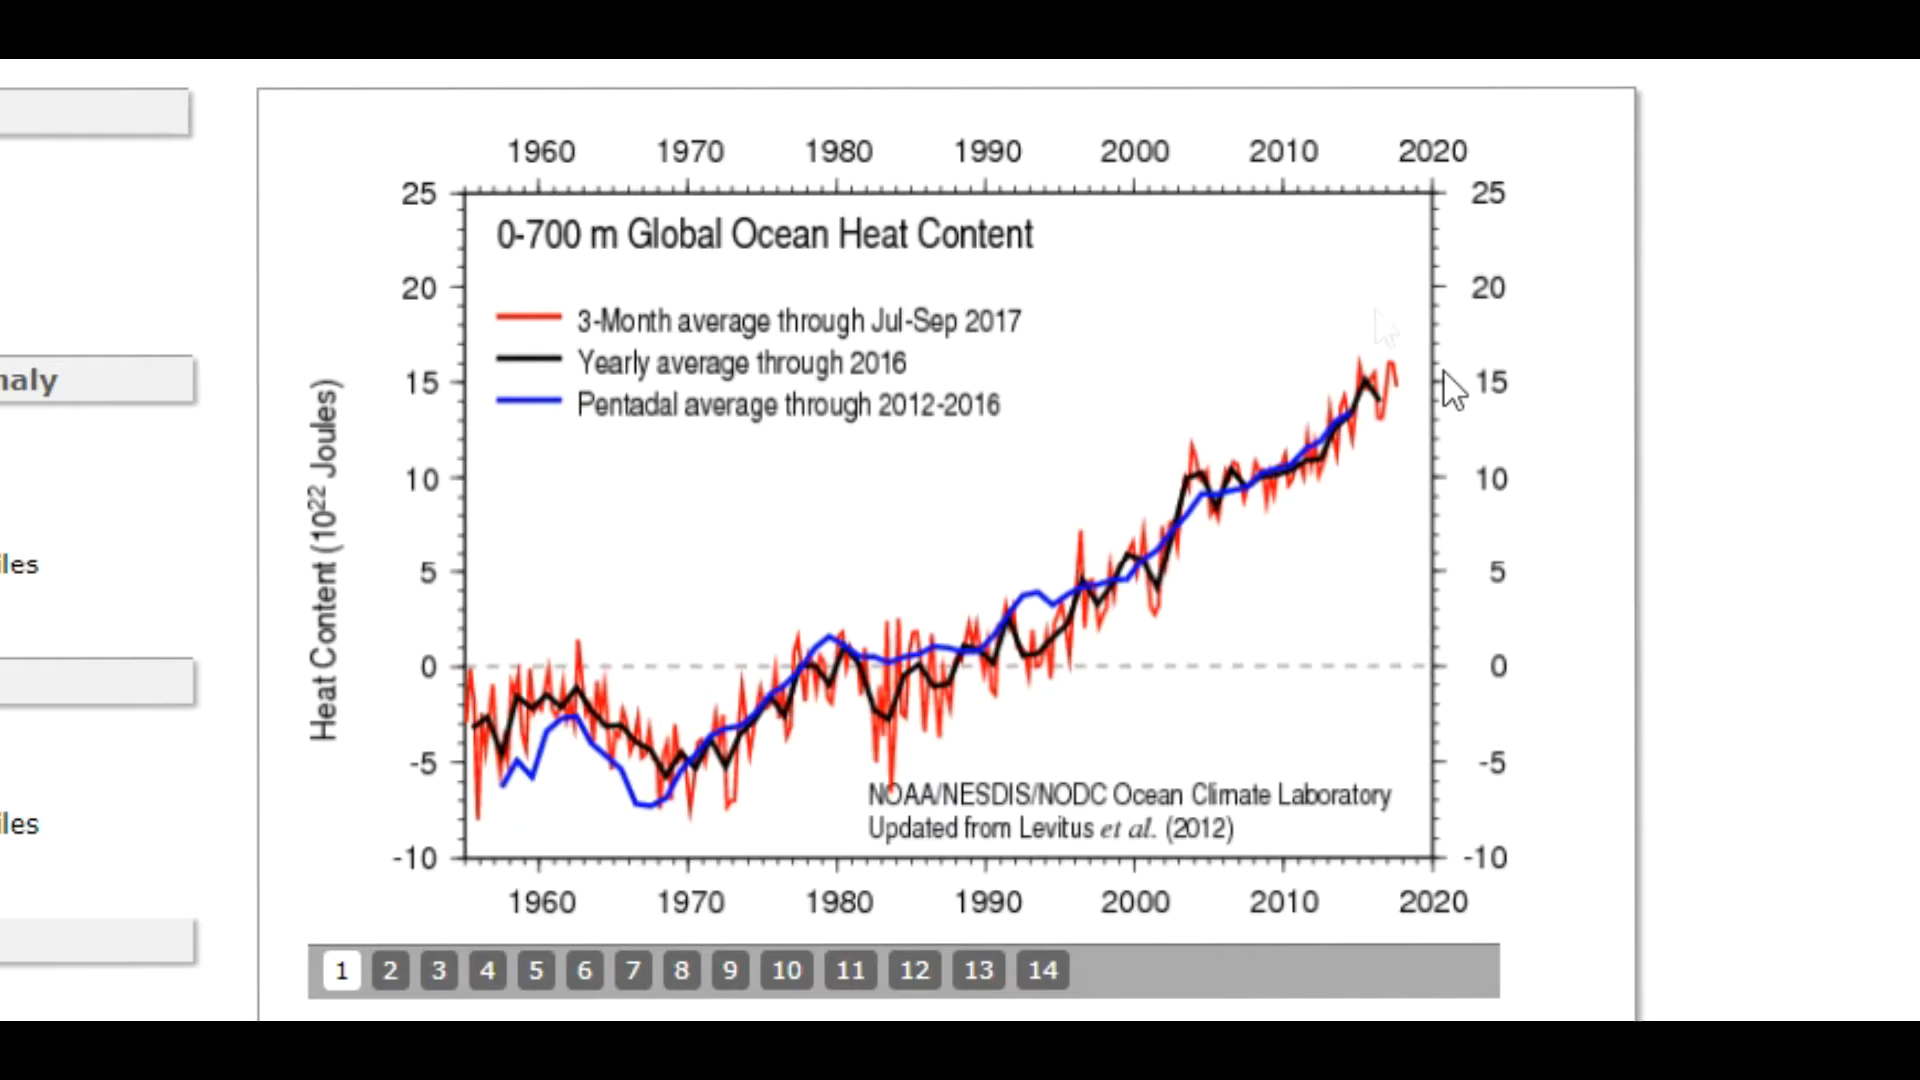 1960 1970 1980 1990 2000 2010 2020
25 25
0-700 m Global Ocean Heat Content
20 20
3-Month average through Jul-Sep 2017
Yearly average through 2016
naly
15 15
Pentadal average through 2012-2016
Heat Content (10²² Joules)
10 10
iles
5 5
0 0
-5 -5
NOAA/NESDIS/NODC Ocean Climate Laboratory
iles
Updated from Levitus et al. (2012)
-10 -10
1960 1970 1980 1990 2000 2010 2020
1 2 3 4 5 6 7 8 9 10 11 12 13 14